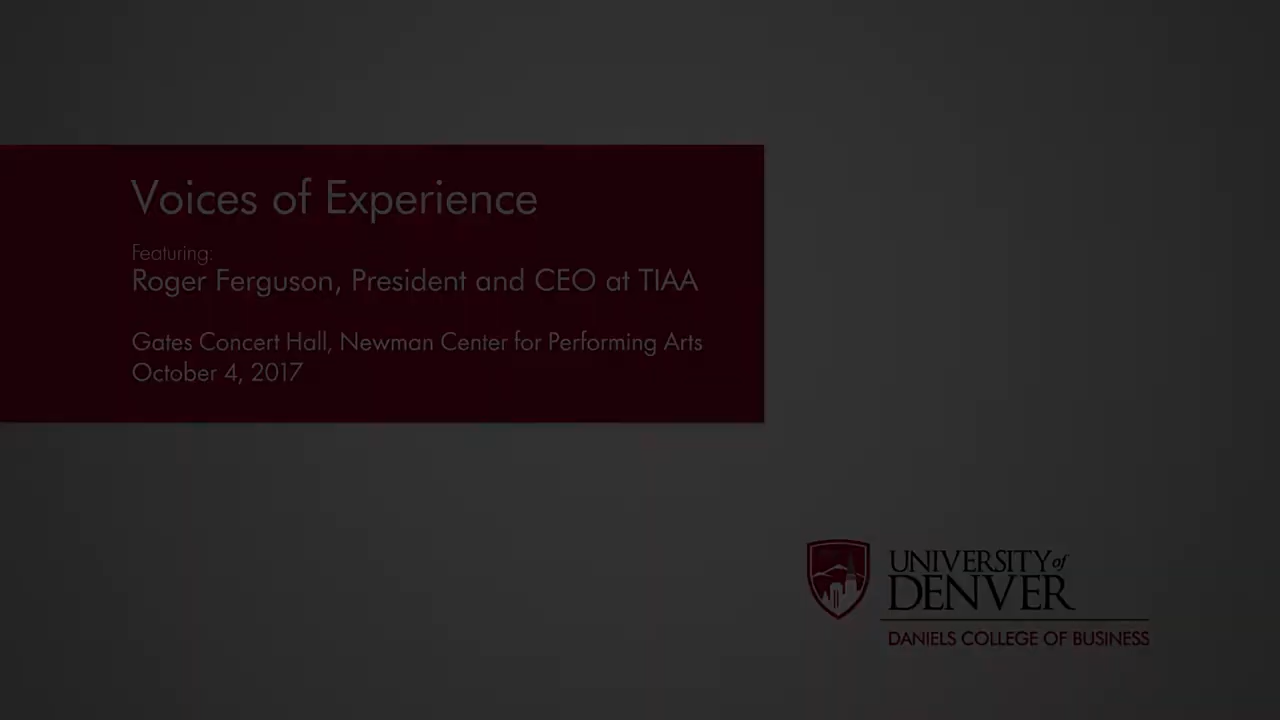 Voices of Experience
Featuring:
Roger Ferguson, President and CEO at TIAA
Gates Concert Hall, Newman Center for Performing Arts
October 4, 2017
UNIVERSITY of
DENVER
DANIELS COLLEGE OF BUSINESS